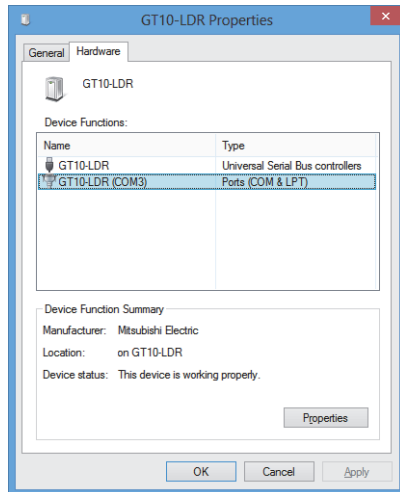 GT10-LDR Properties
General Hardware
GT10-LDR
Device Functions:
Name Type
GT10-LDR Universal Serial Bus controllers
GT10-LDR (COM3) Ports (COM & LPT)
Device Function Summary
Manufacturer: Mitsubishi Electric
Location: on GT10-LDR
Device status: This device is working properly.
Properties
OK Cancel Apply